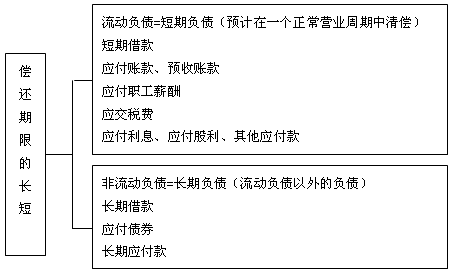 偿还期限的长短
流动负债=短期负债（预计在一个正常营业周期中清偿）
短期借款
应付账款、预收账款
应付职工薪酬
应交税费
应付利息、应付股利、其他应付款
非流动负债=长期负债（流动负债以外的负债）
长期借款
应付债券
长期应付款